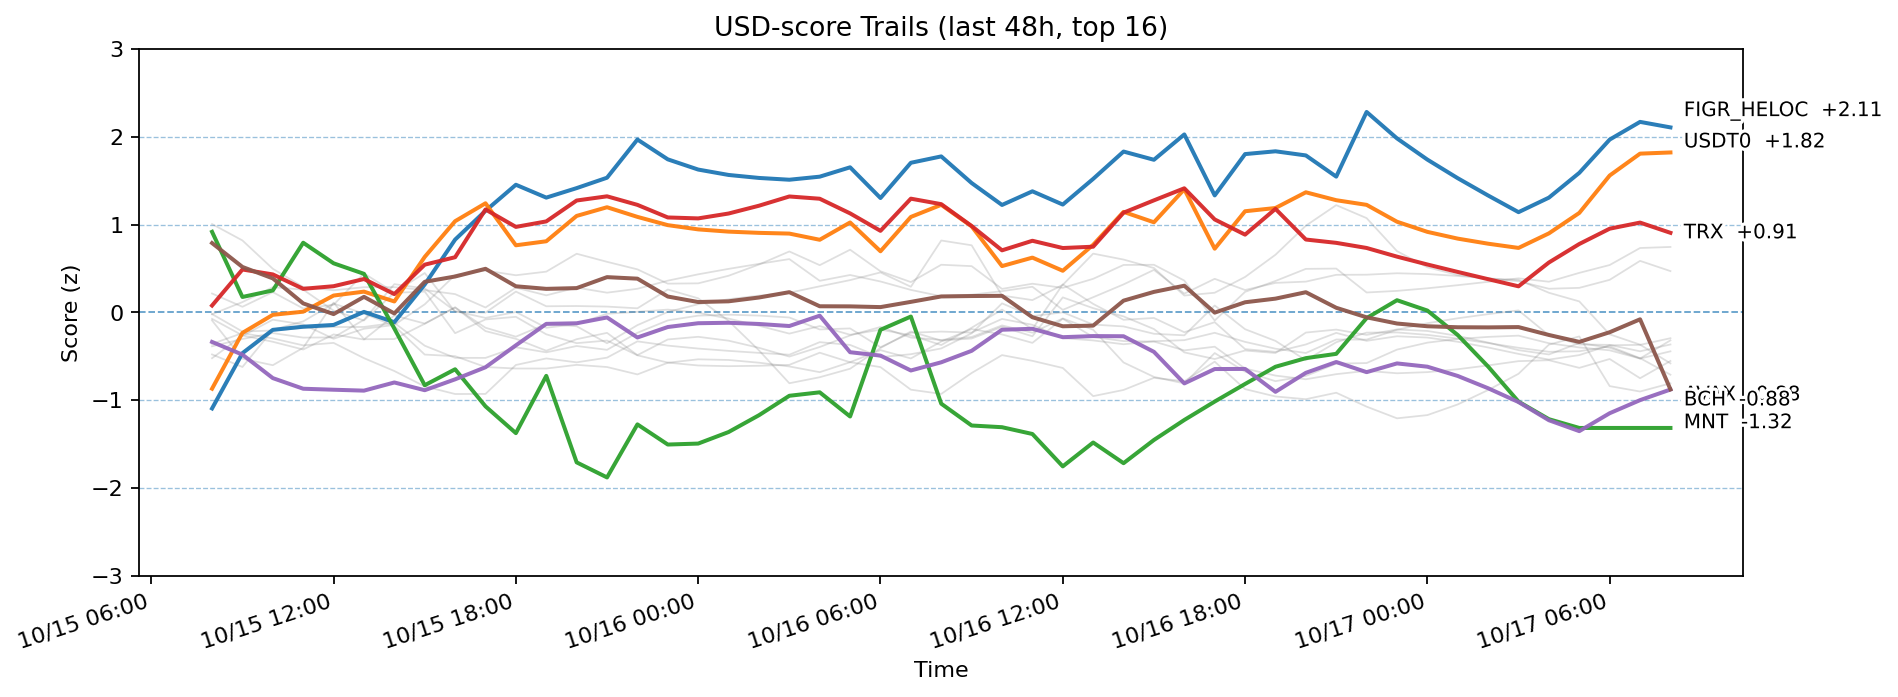 USD-score Trails (last 48h, top 16)
3
2
1
0
−1
−2
−3
Score (z)
FIGR_HELOC +2.11
USDT0 +1.82
TRX +0.91
BCH -0.88
MNT -1.32
10/15 06:00
10/15 12:00
10/15 18:00
10/16 00:00
10/16 06:00
10/16 12:00
10/16 18:00
10/17 00:00
10/17 06:00
Time